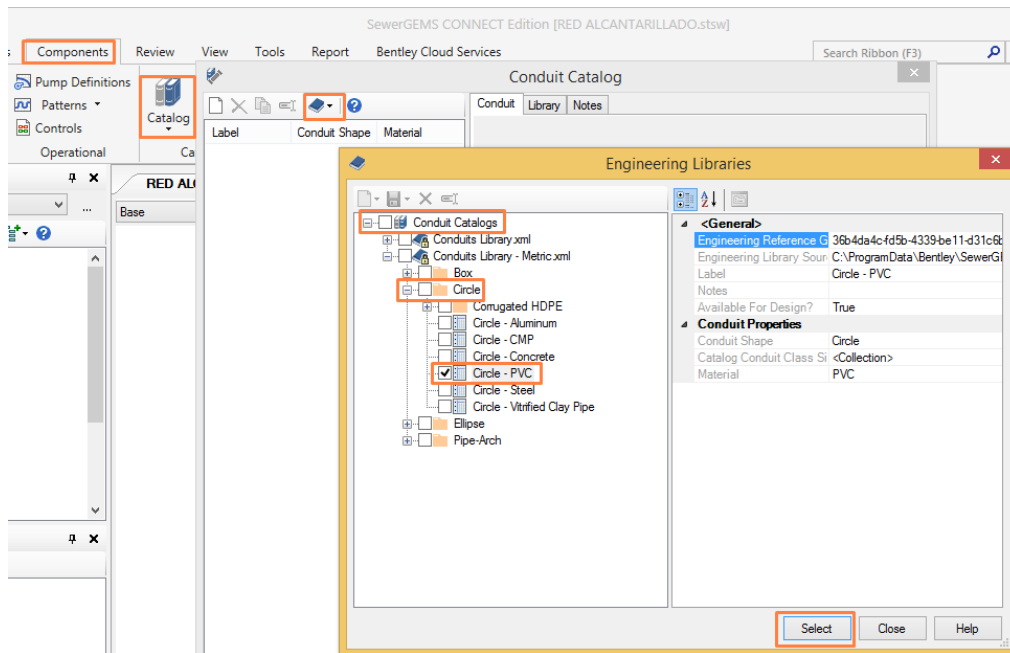 SewerGEMS CONNECT Edition [RED ALCANTARILLADO.stsw]
Components Review View Tools Report Bentley Cloud Services Search Ribbon (F3)
Pump Definitions
Patterns
Controls
Operational
Catalog
Conduit Catalog
Conduit Library Notes
Label Conduit Shape Material
RED AL
Base
...
Engineering Libraries
Conduit Catalogs
Conduits Library.xml
Conduits Library - Metric.xml
Box
Circle
Corrugated HDPE
Circle - Aluminum
Circle - CMP
Circle - Concrete
Circle - PVC
Circle - Steel
Circle - Vitrified Clay Pipe
Ellipse
Pipe-Arch
<General>
Engineering Reference G 36b4da4c-fd5b-4339-be11-d31c6b
Engineering Library Sour C:\ProgramData\Bentley\SewerGE
Label Circle - PVC
Notes
Available For Design? True
Conduit Properties
Conduit Shape Circle
Catalog Conduit Class Si <Collection>
Material PVC
Select Close Help